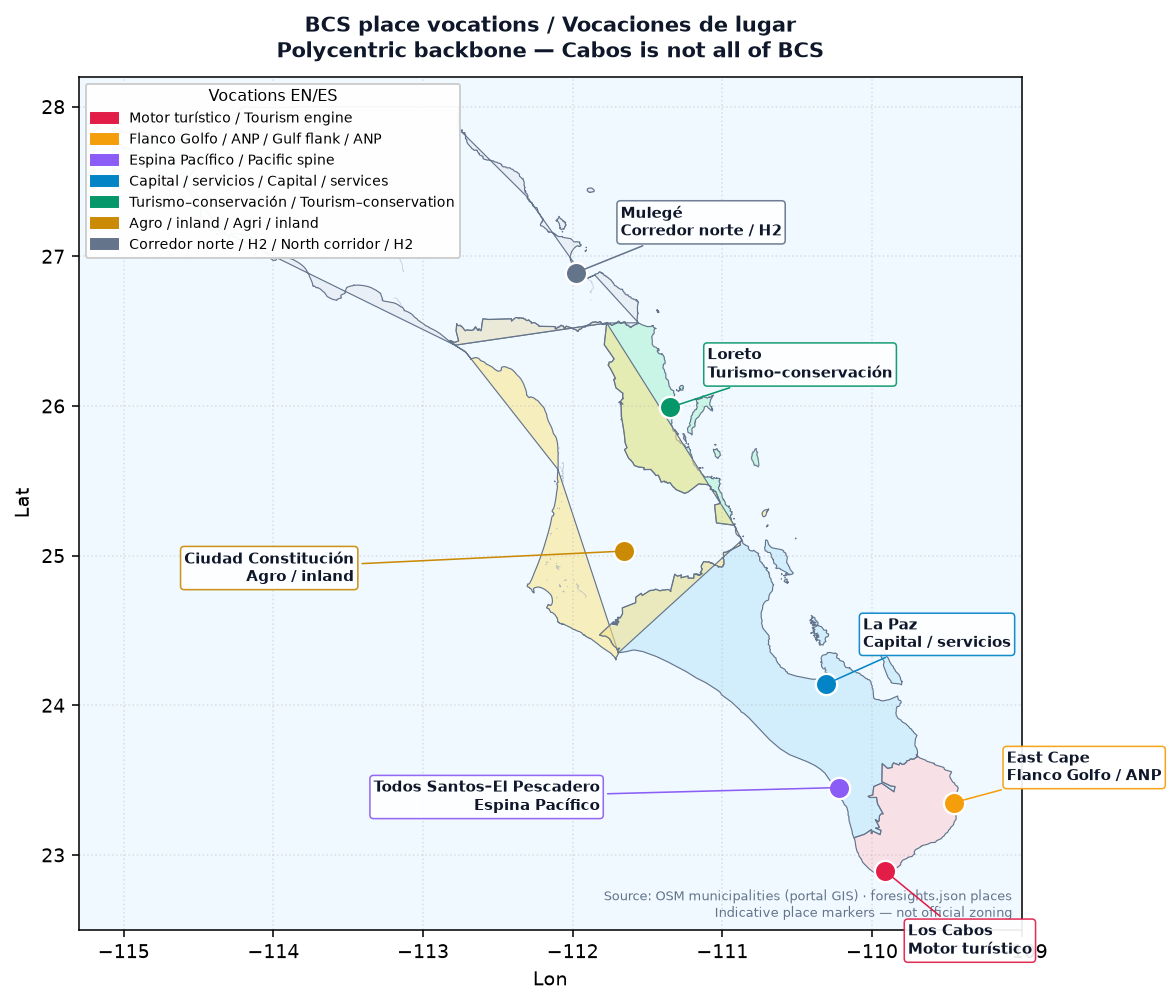 BCS place vocations / Vocaciones de lugar
Polycentric backbone — Cabos is not all of BCS
Vocations EN/ES
Motor turístico / Tourism engine
Flanco Golfo / ANP / Gulf flank / ANP
Espina Pacífico / Pacific spine
Capital / servicios / Capital / services
Turismo–conservación / Tourism–conservation
Agro / inland / Agri / inland
Corredor norte / H2 / North corridor / H2
Mulegé
Corredor norte / H2
Loreto
Turismo–conservación
Ciudad Constitución
Agro / inland
La Paz
Capital / servicios
East Cape
Flanco Golfo / ANP
Todos Santos–El Pescadero
Espina Pacífico
Source: OSM municipalities (portal GIS) · foresights.json places
Indicative place markers — not official zoning
Los Cabos
Motor turístico
28
27
26
25
24
23
Lat
−115
−114
−113
−112
−111
−110
9
Lon